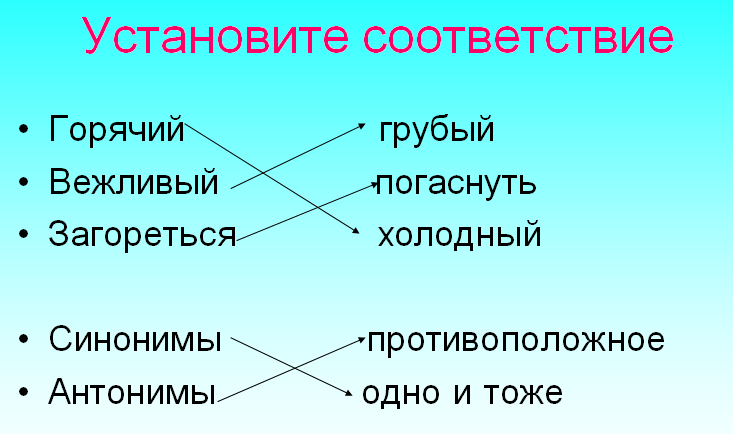 Установите соответствие
• Горячий грубый
• Вежливый погаснуть
• Загореться холодный
• Синонимы противоположное
• Антонимы одно и тоже